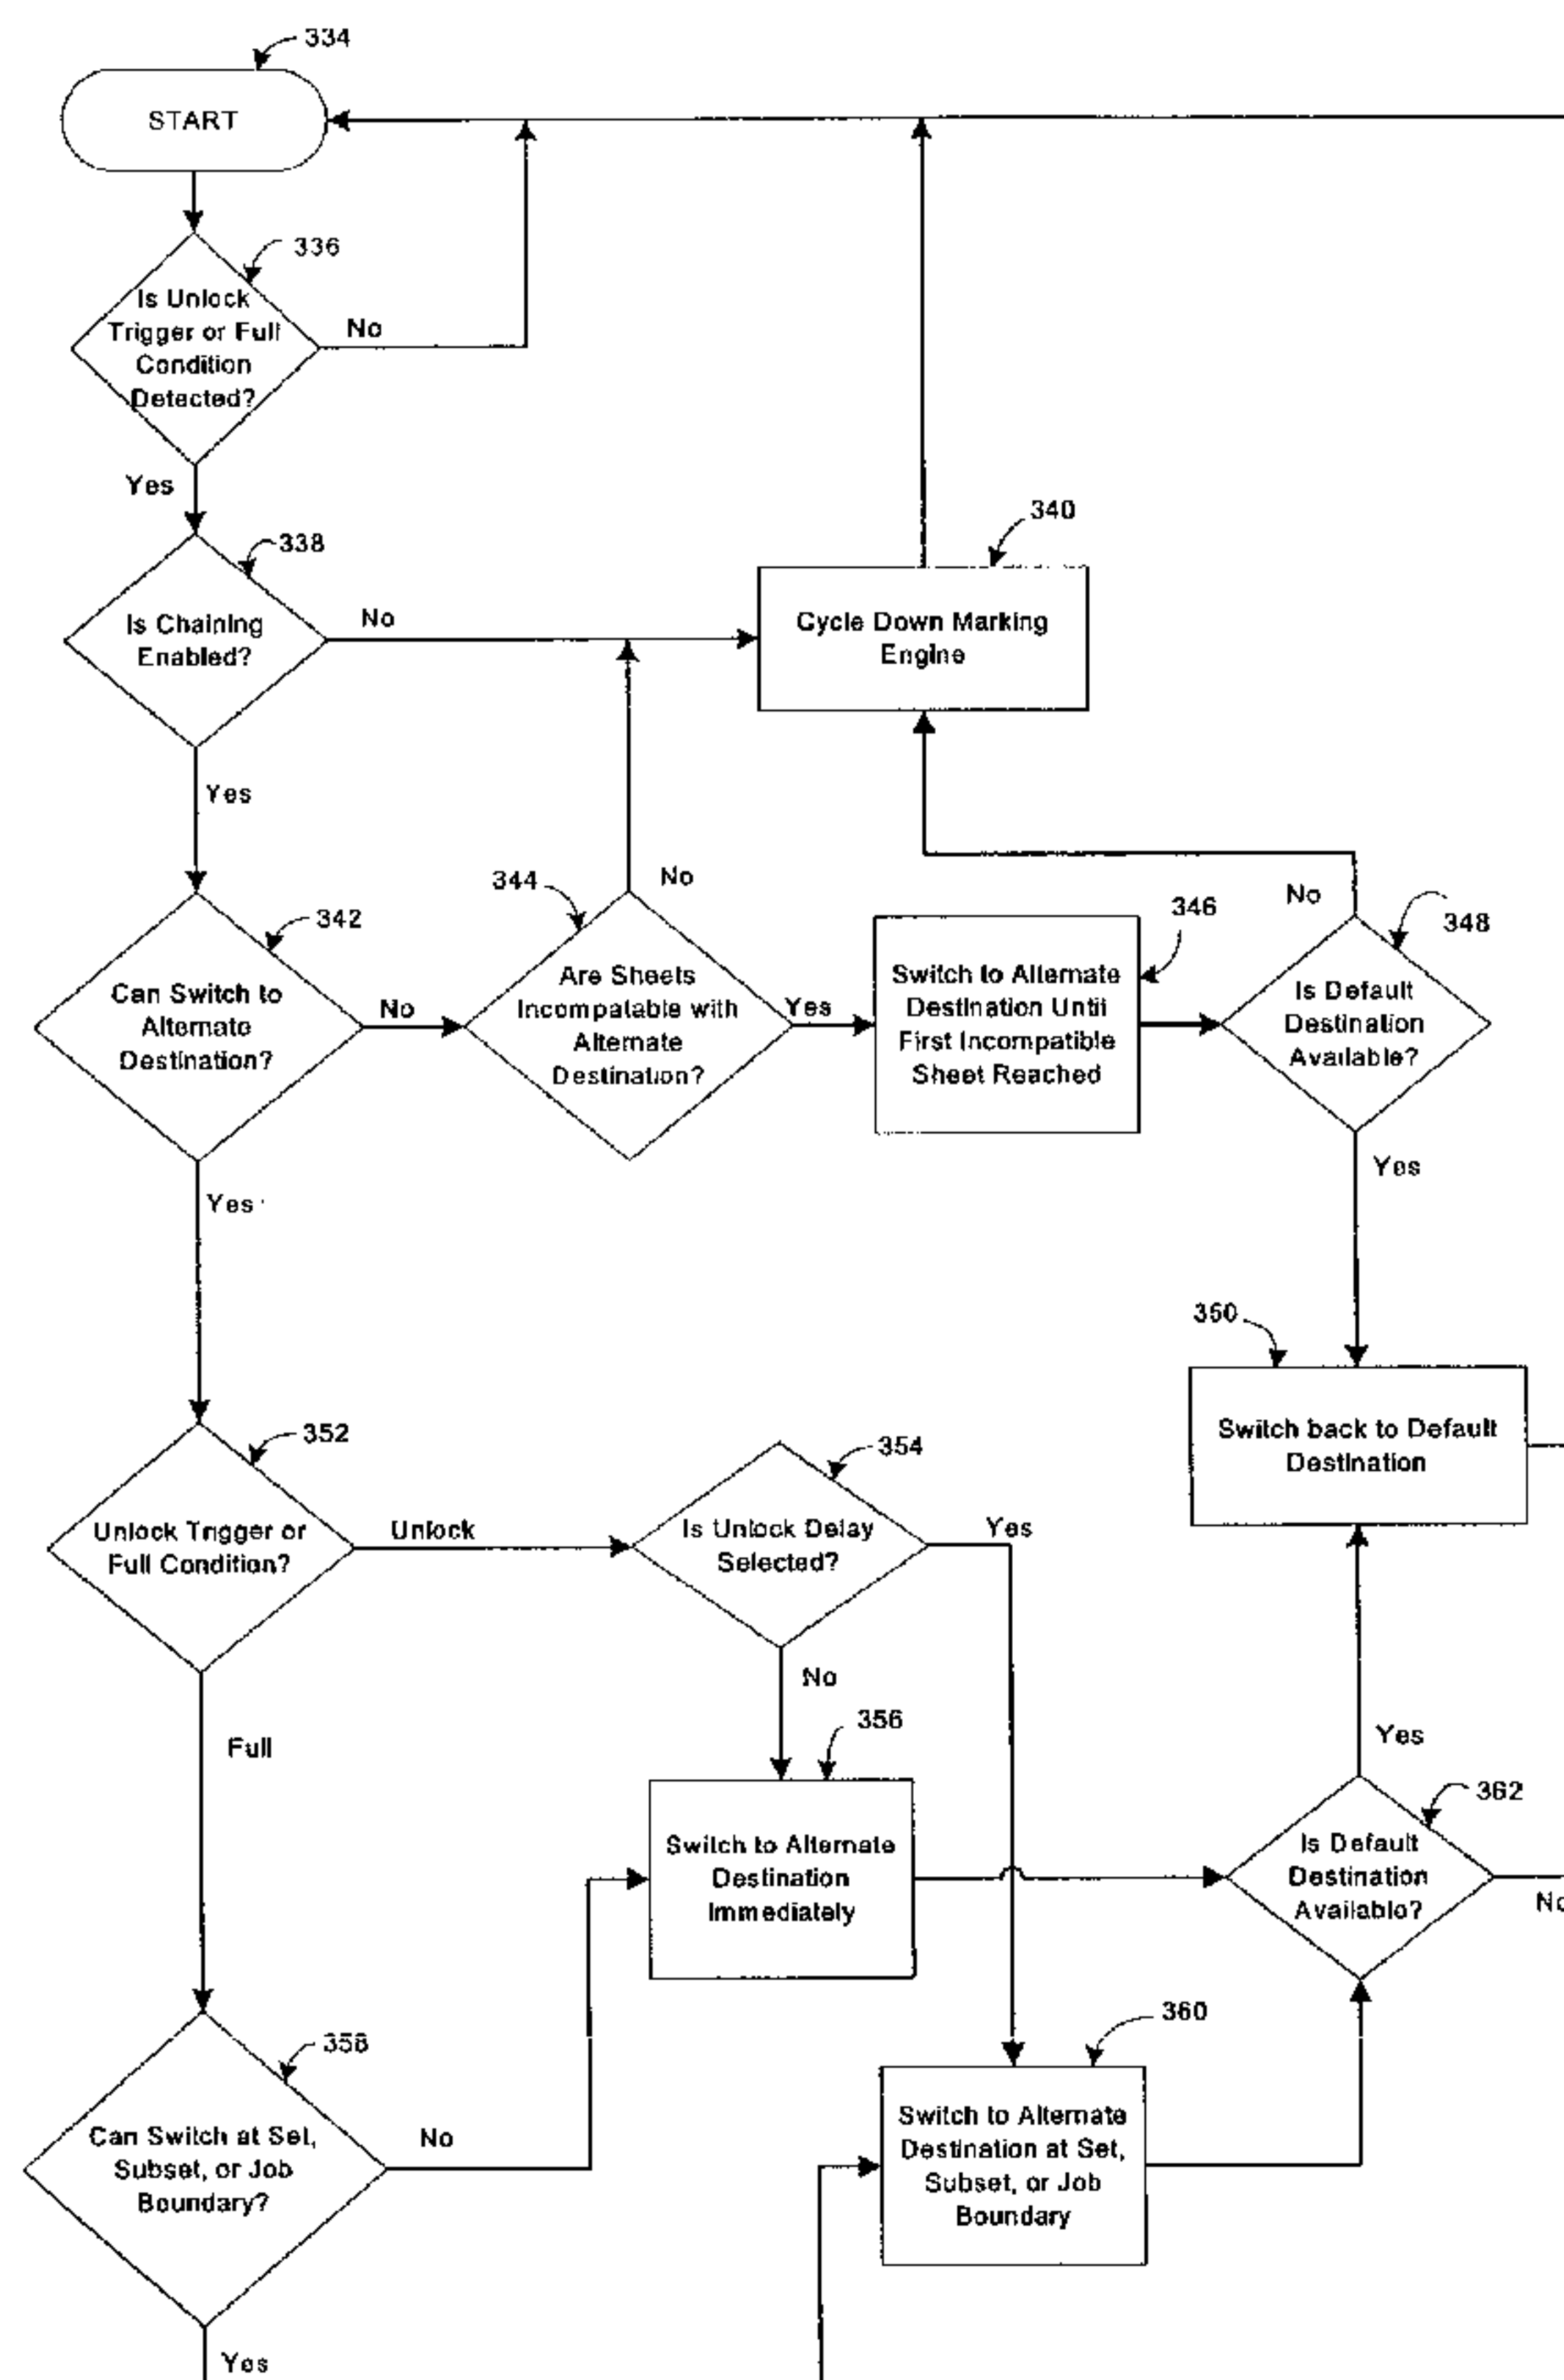 334
START
336
Is Unlock
Trigger or Full
Condition
Detected?
No
Yes
338
Is Chaining
Enabled?
No
340
Cycle Down Marking
Engine
Yes
342
Can Switch to
Alternate
Destination?
No
344
No
Are Sheets
Incompatable with
Alternate
Destination?
Yes
346
Switch to Alternate
Destination Until
First Incompatible
Sheet Reached
No
348
Is Default
Destination
Available?
Yes
Yes
350
Switch back to Default
Destination
352
Unlock Trigger or
Full Condition?
Unlock
354
Is Unlock Delay
Selected?
Yes
No
Full
356
Switch to Alternate
Destination
Immediately
Yes
362
Is Default
Destination
Available?
No
358
Can Switch at Set,
Subset, or Job
Boundary?
No
360
Switch to Alternate
Destination at Set,
Subset, or Job
Boundary
Yes